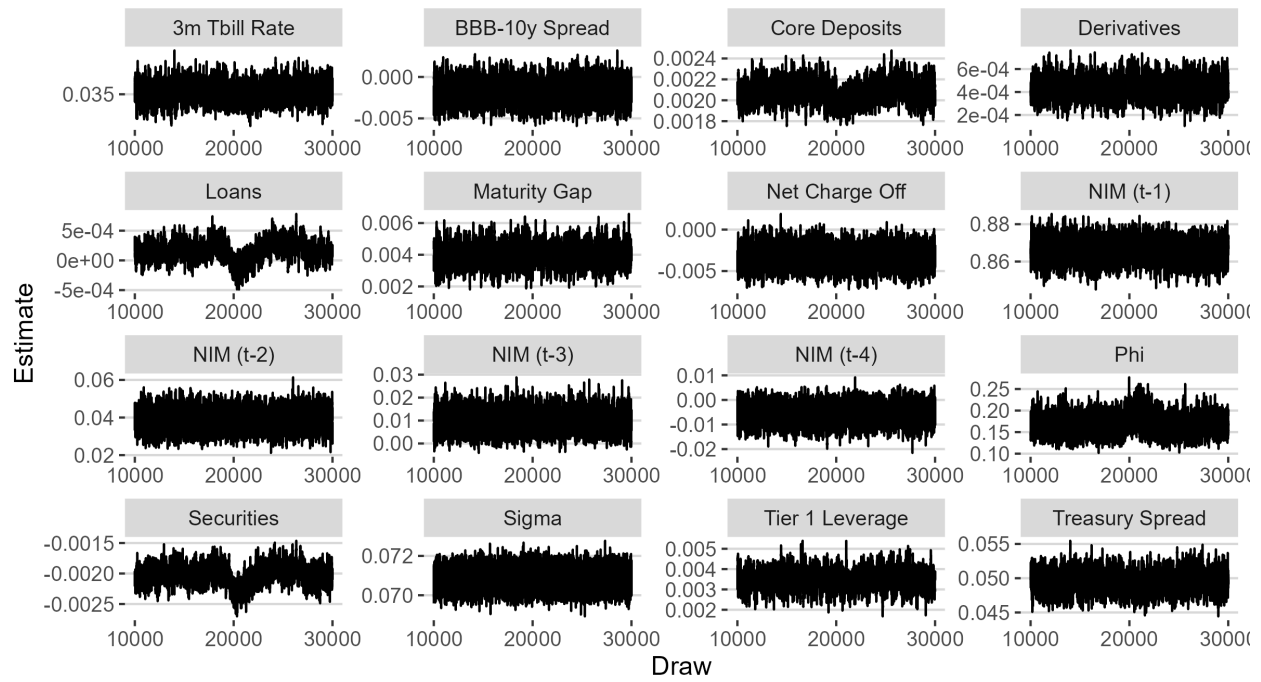 3m Tbill Rate BBB-10y Spread Core Deposits Derivatives
0.035
0.000
-0.005
0.0024
0.0022
0.0020
0.0018
6e-04
4e-04
2e-04
10000 20000 30000 10000 20000 30000 10000 20000 30000 10000 20000 30000
Loans Maturity Gap Net Charge Off NIM (t-1)
5e-04
0e+00
-5e-04
0.006
0.004
0.002
0.000
-0.005
0.88
0.86
10000 20000 30000 10000 20000 30000 10000 20000 30000 10000 20000 30000
Estimate
NIM (t-2) NIM (t-3) NIM (t-4) Phi
0.06
0.04
0.02
0.03
0.02
0.01
0.00
0.01
0.00
-0.01
-0.02
0.25
0.20
0.15
0.10
10000 20000 30000 10000 20000 30000 10000 20000 30000 10000 20000 30000
Securities Sigma Tier 1 Leverage Treasury Spread
-0.0015
-0.0020
-0.0025
0.072
0.070
0.005
0.004
0.003
0.002
0.055
0.050
0.045
10000 20000 30000 10000 20000 30000 10000 20000 30000 10000 20000 30000
Draw